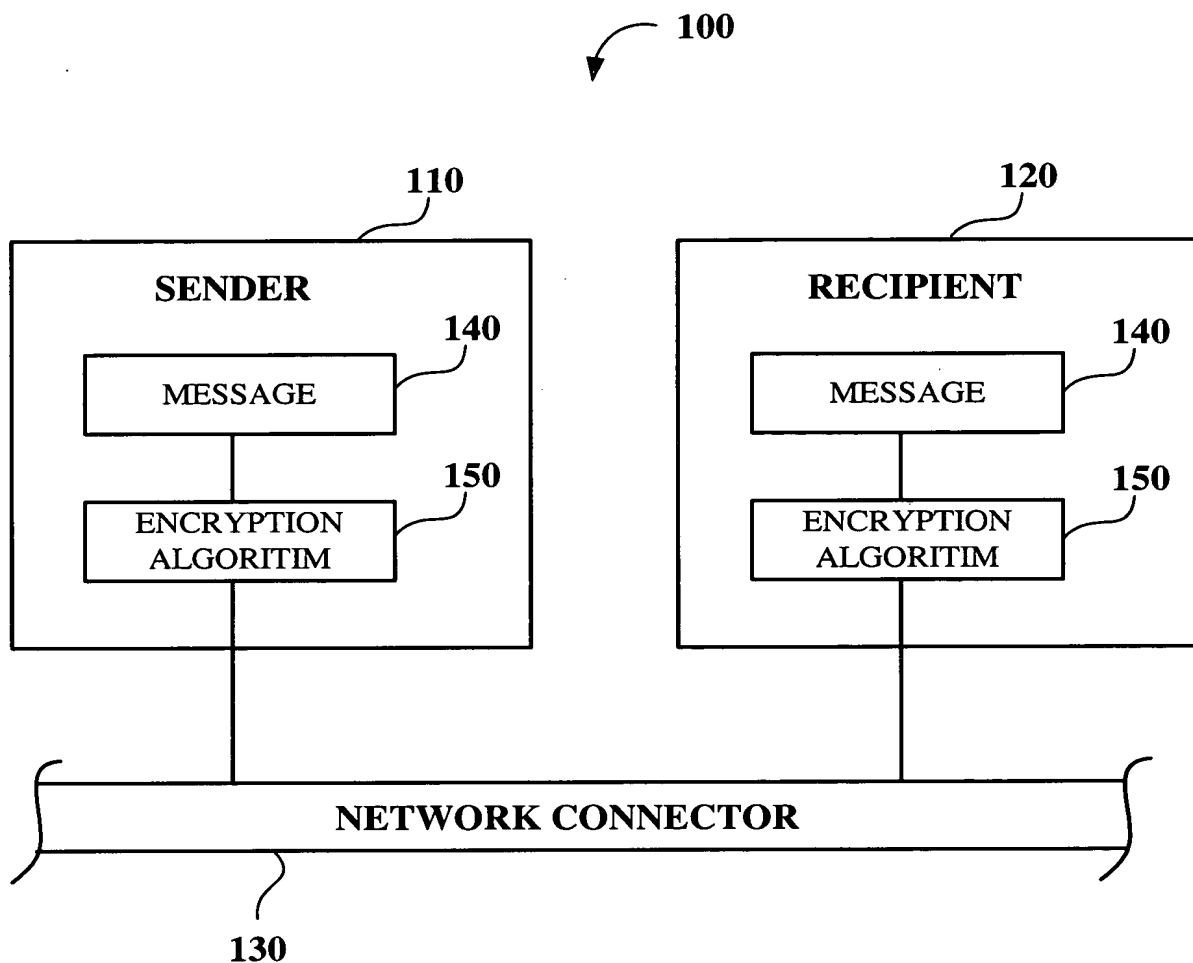 100
110
120
SENDER
RECIPIENT
140
140
MESSAGE
MESSAGE
150
150
ENCRYPTION
ALGORITIM
ENCRYPTION
ALGORITIM
NETWORK CONNECTOR
130